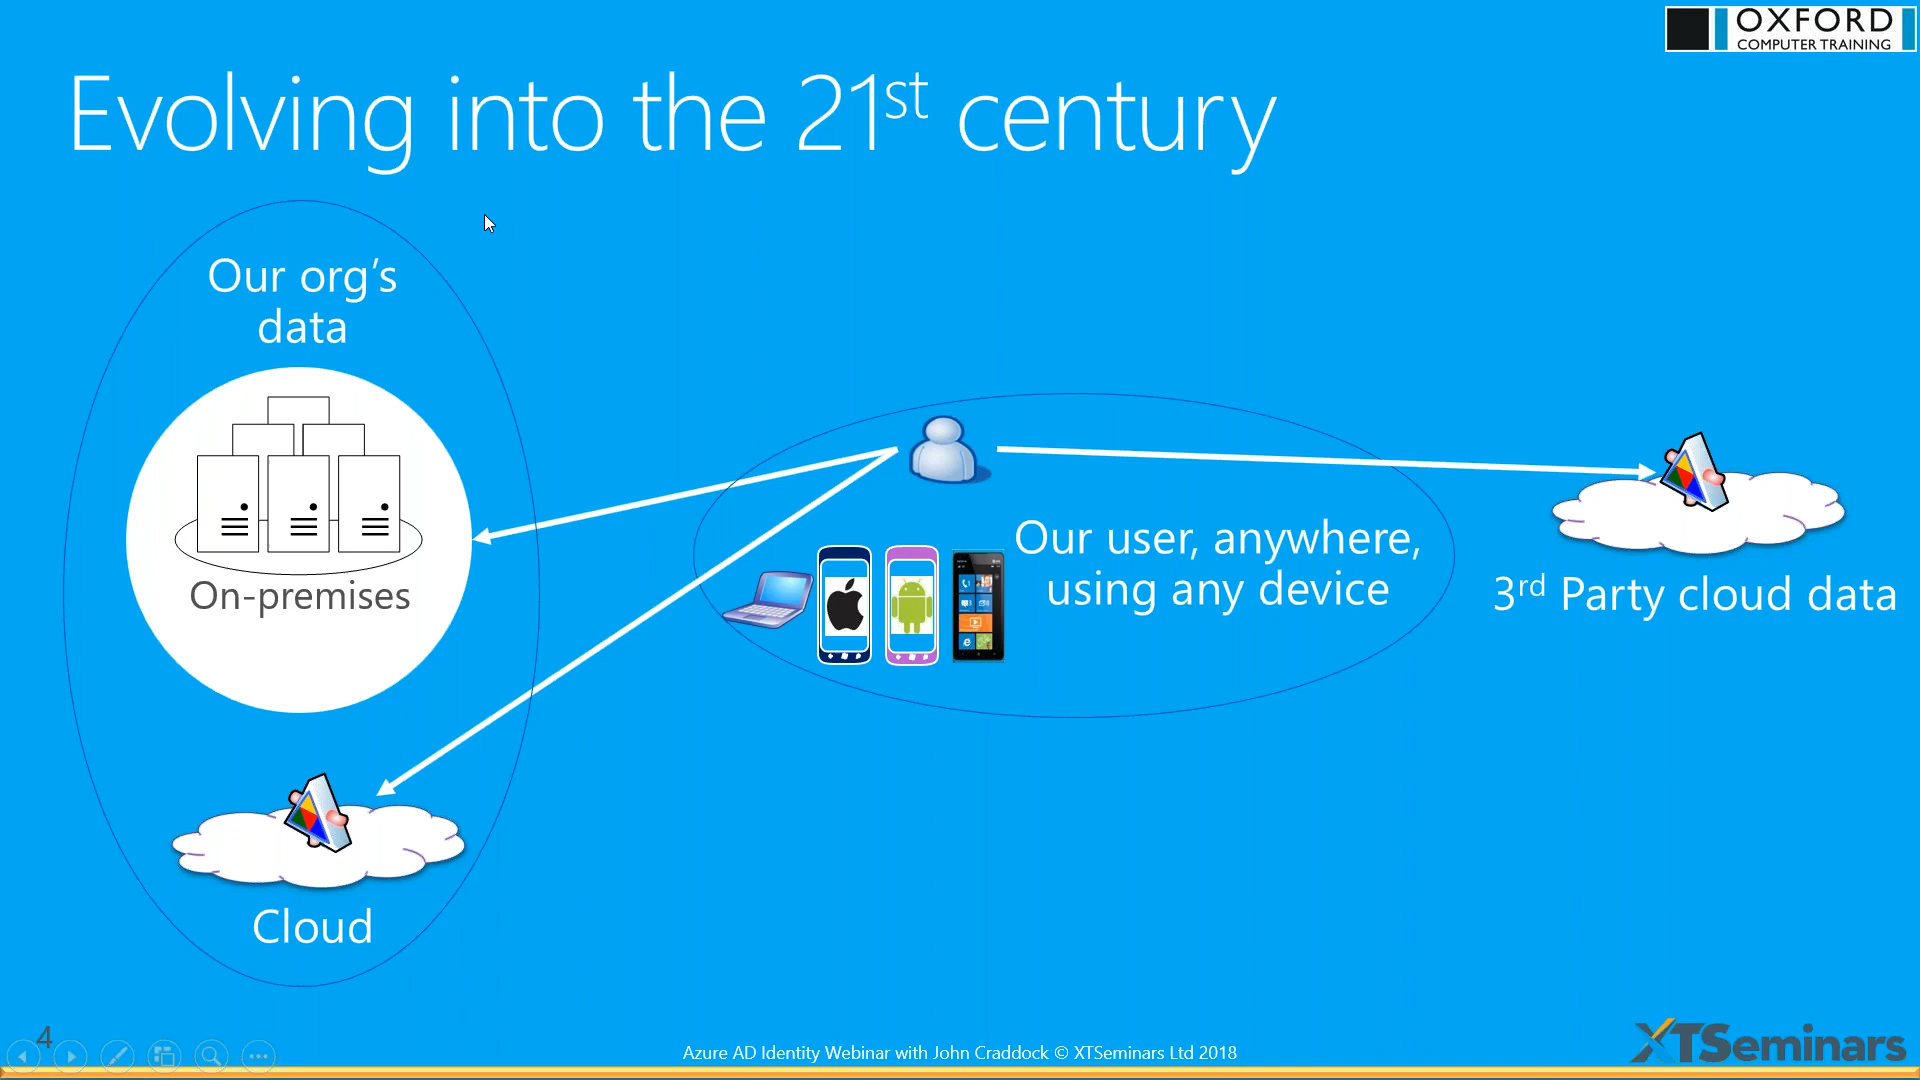 OXFORD
COMPUTER TRAINING
Evolving into the 21st century
Our org’s
data
On-premises
Cloud
Our user, anywhere,
using any device
3rd Party cloud data
4
Azure AD Identity Webinar with John Craddock © XTSeminars Ltd 2018
XTSeminars